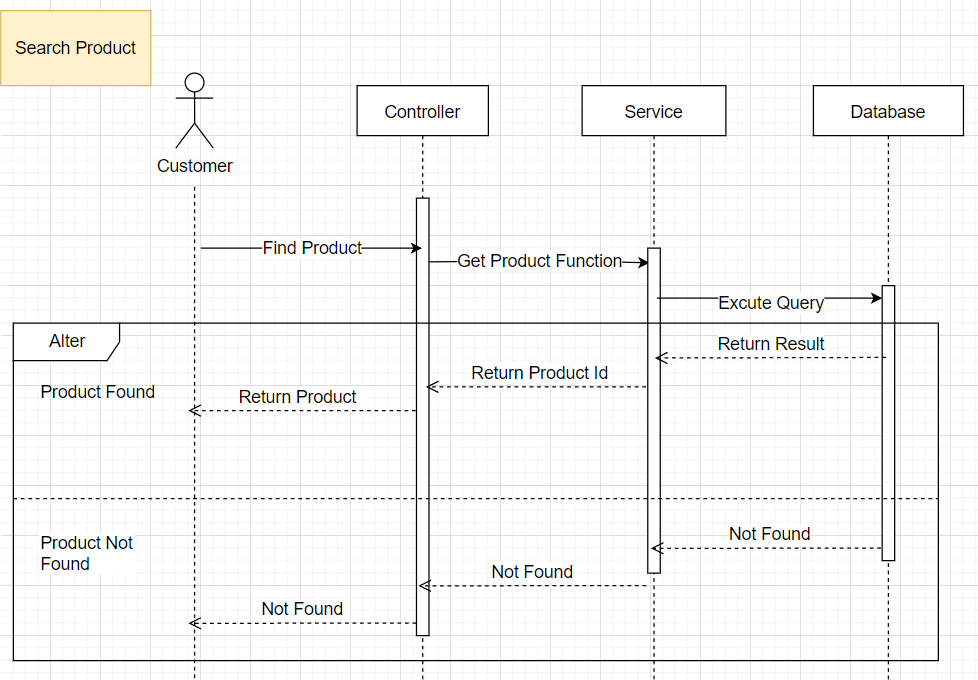 Search Product
Customer
Controller
Service
Database
Find Product
Get Product Function
Excute Query
Alter
Return Result
Return Product Id
Product Found
Return Product
Product Not
Found
Not Found
Not Found
Not Found